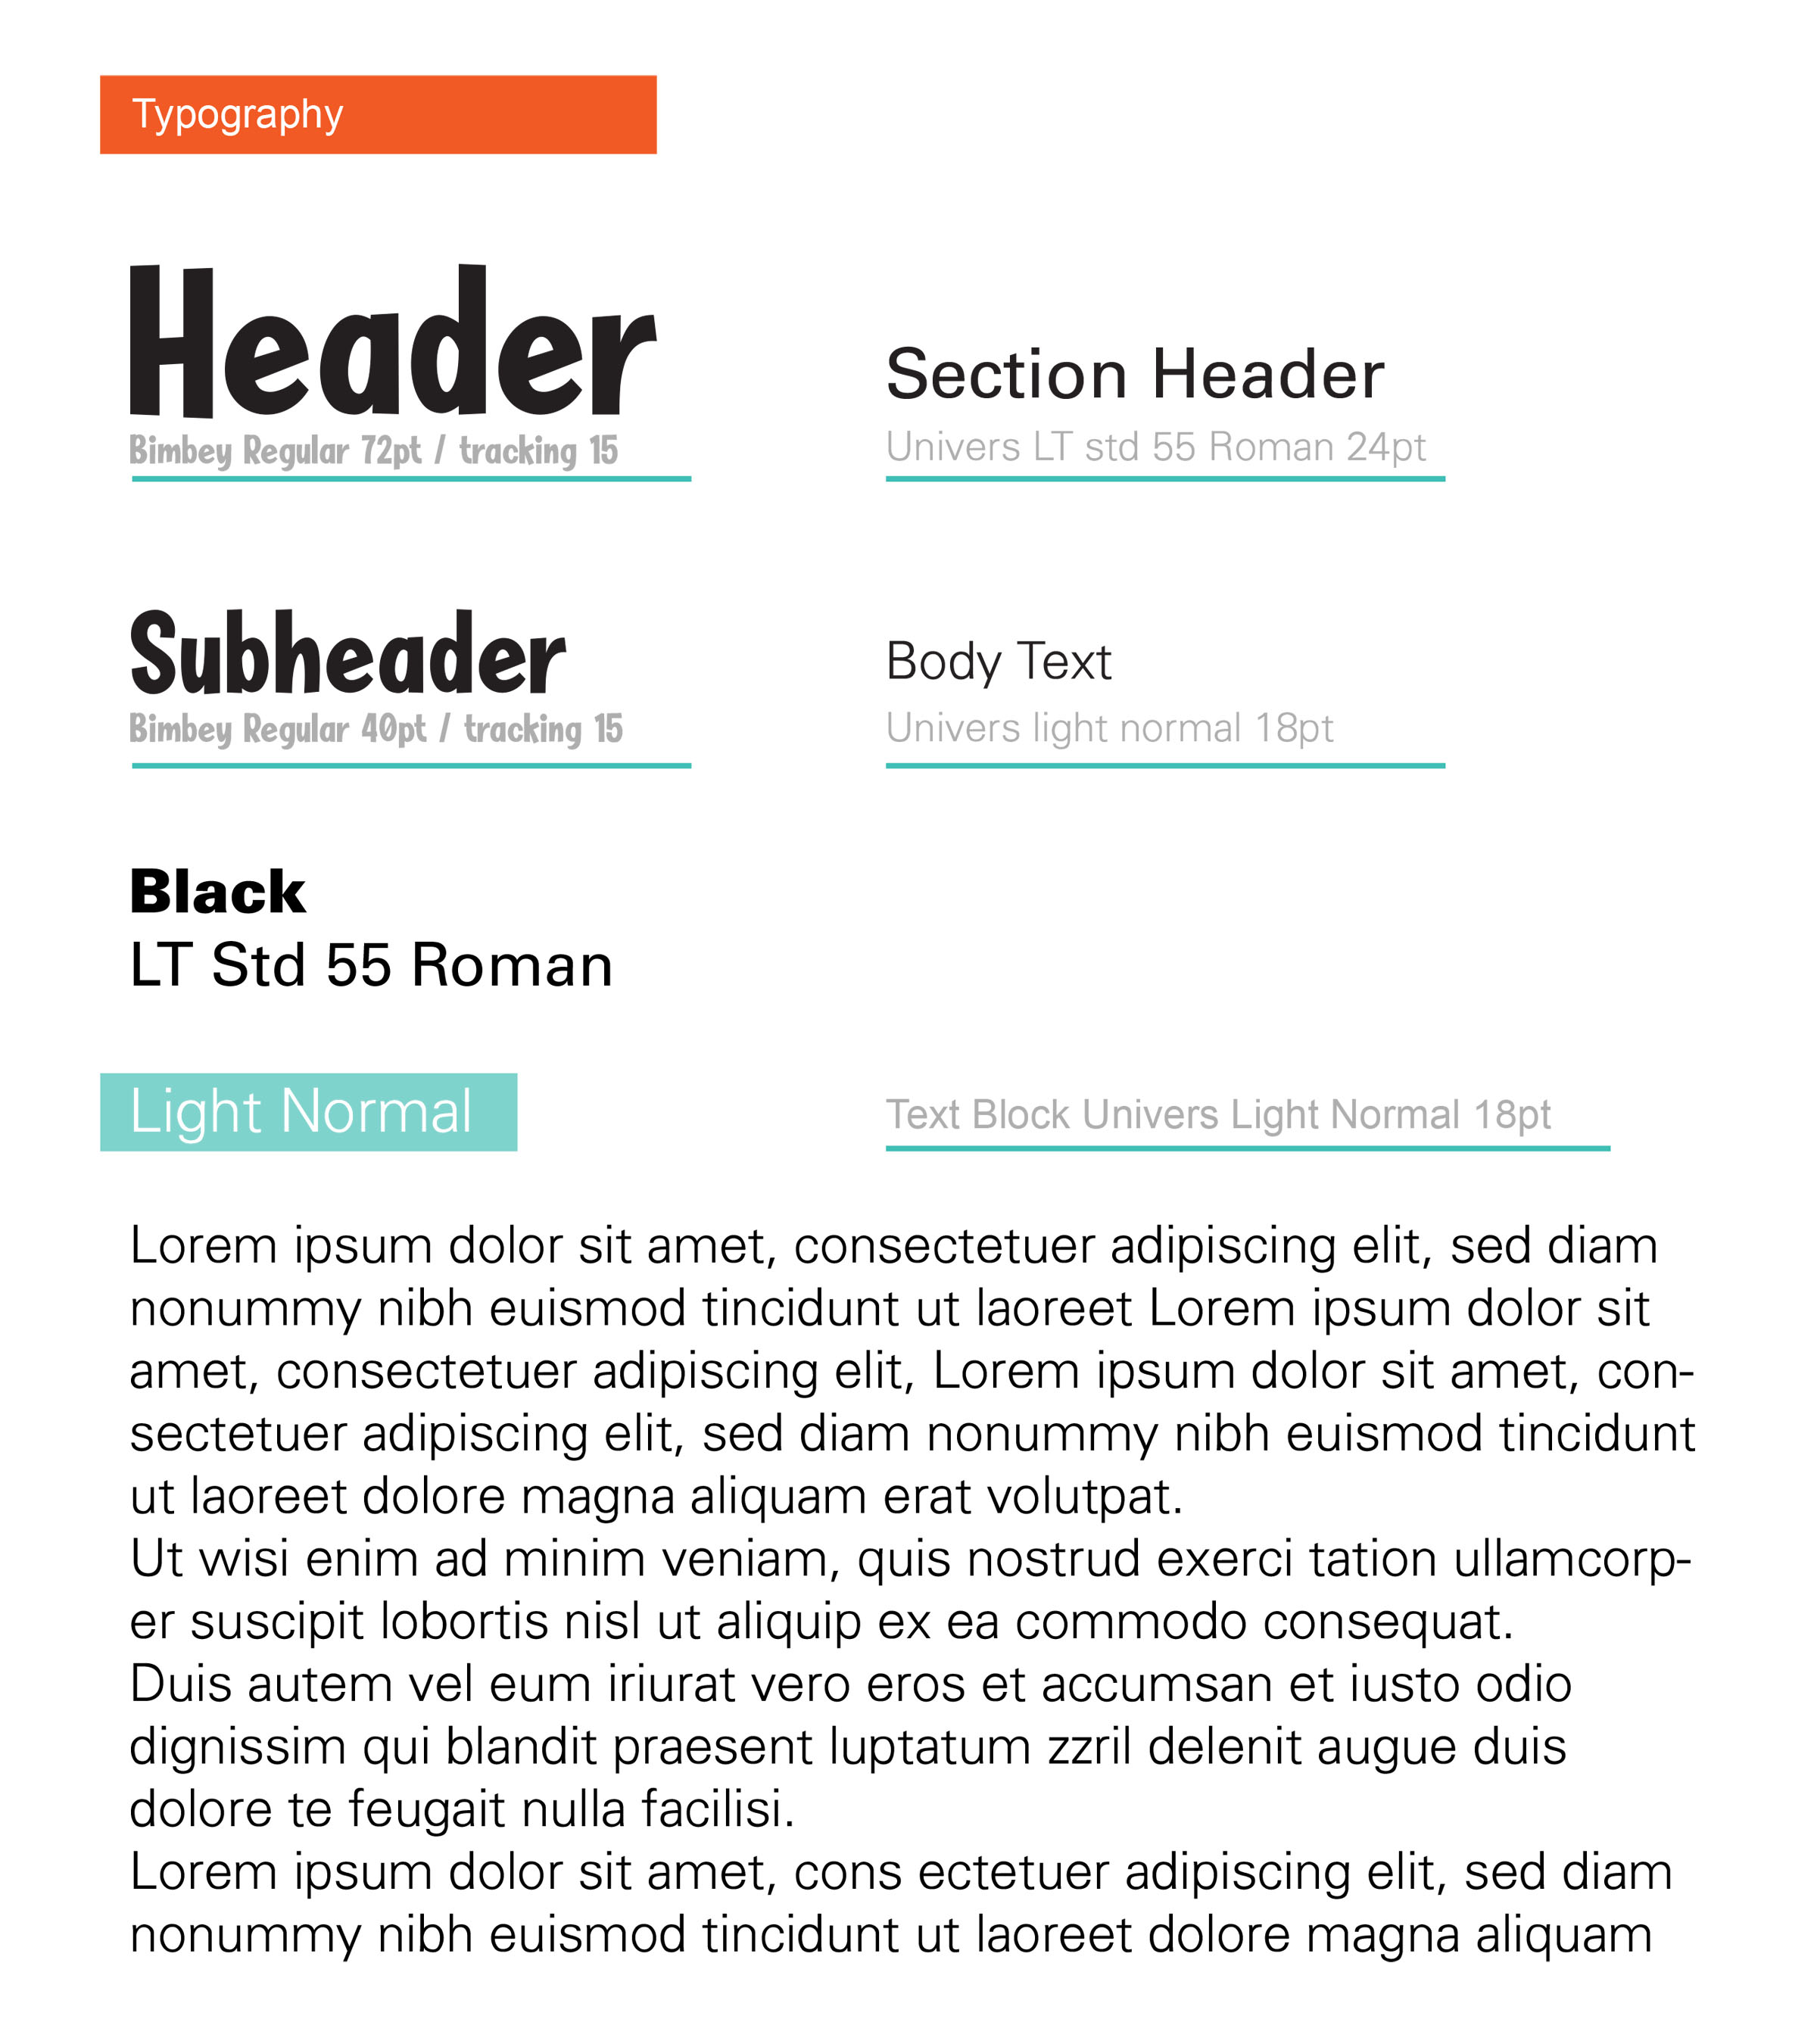 Typography
Header
Bimbey Regular 72pt / tracking 15
Section Header
Univers LT std 55 Roman 24pt
Subheader
Bimbey Regular 40pt / tracking 15
Body Text
Univers light normal 18pt
Black
LT Std 55 Roman
Light Normal
Text Block Univers Light Normal 18pt
Lorem ipsum dolor sit amet, consectetuer adipiscing elit, sed diam
nonummy nibh euismod tincidunt ut laoreet Lorem ipsum dolor sit
amet, consectetuer adipiscing elit, Lorem ipsum dolor sit amet, con-
sectetuer adipiscing elit, sed diam nonummy nibh euismod tincidunt
ut laoreet dolore magna aliquam erat volutpat.
Ut wisi enim ad minim veniam, quis nostrud exerci tation ullamcorp-
er suscipit lobortis nisl ut aliquip ex ea commodo consequat.
Duis autem vel eum iriurat vero eros et accumsan et iusto odio
dignissim qui blandit praesent luptatum zzril delenit augue duis
dolore te feugait nulla facilisi.
Lorem ipsum dolor sit amet, cons ectetuer adipiscing elit, sed diam
nonummy nibh euismod tincidunt ut laoreet dolore magna aliquam